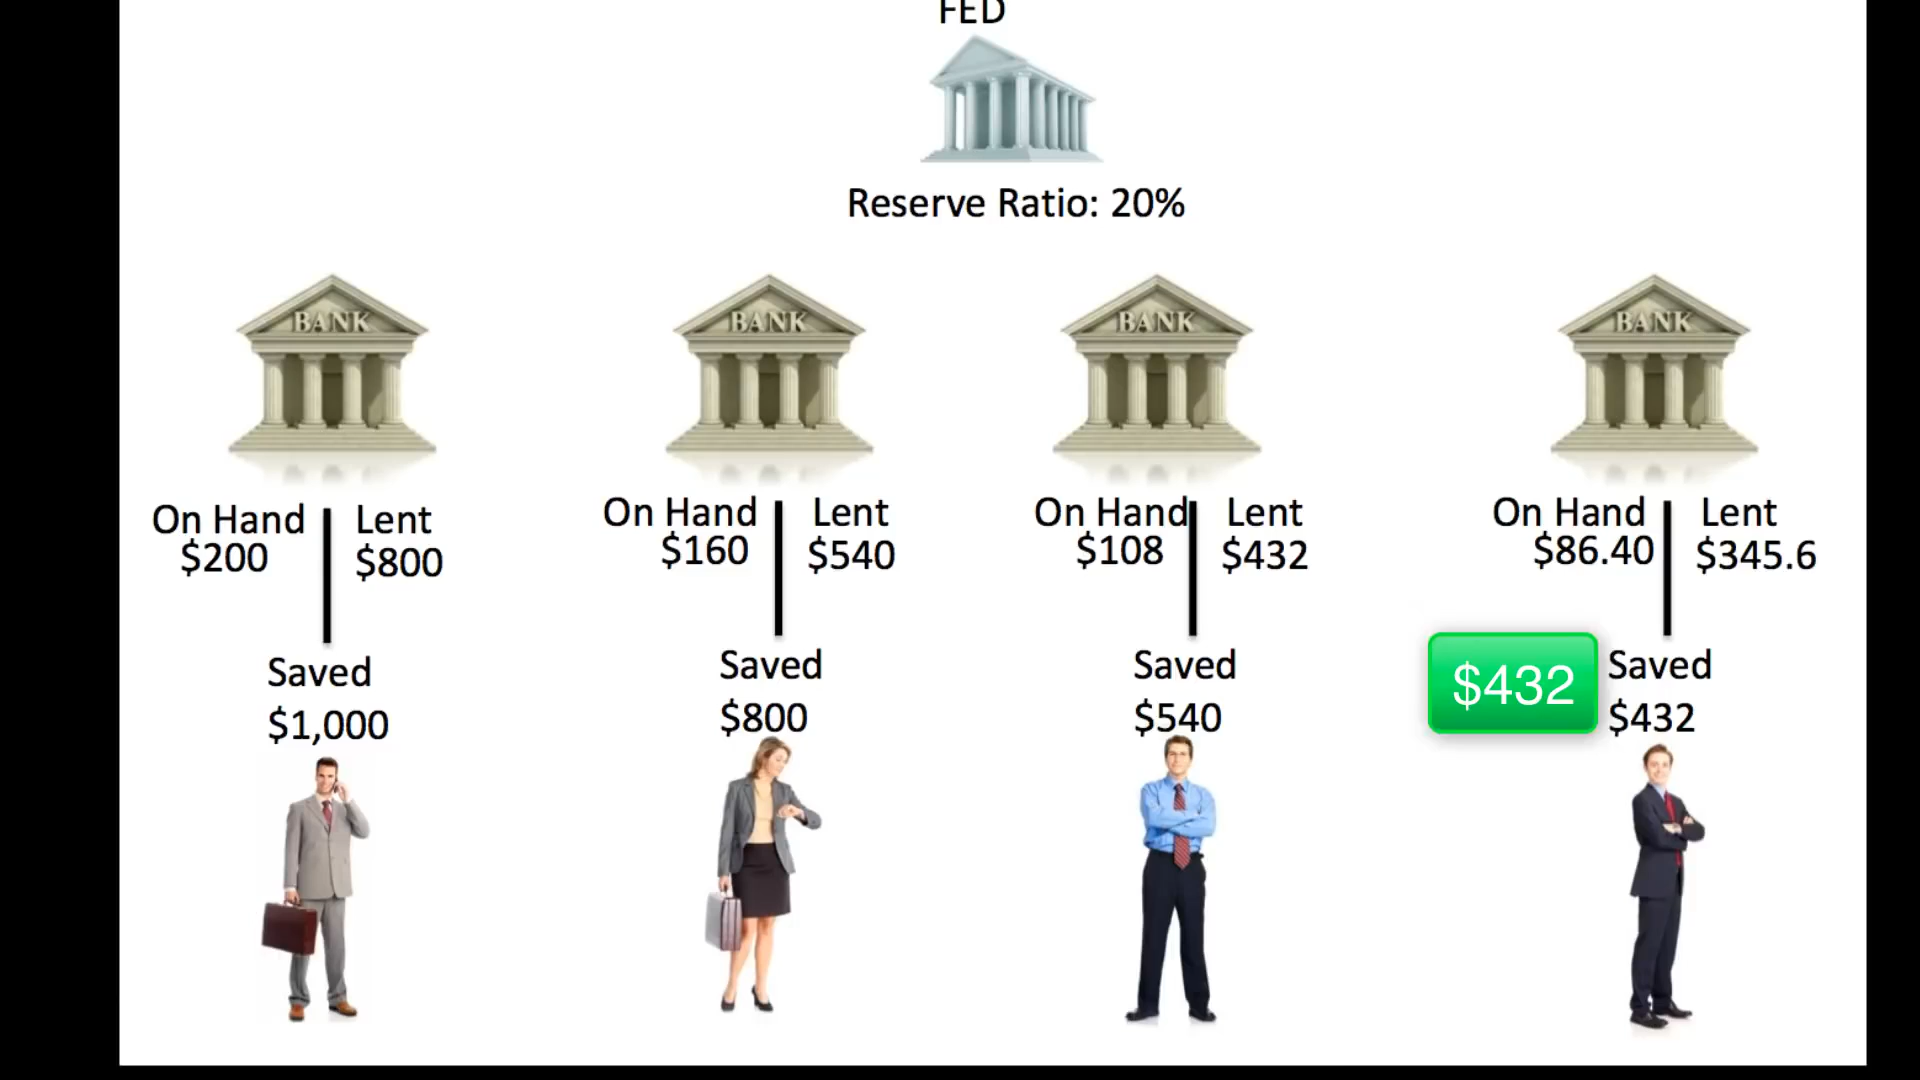 FED
Reserve Ratio: 20%
BANK
BANK
BANK
BANK
On Hand
$200
Lent
$800
On Hand
$160
Lent
$540
On Hand
$108
Lent
$432
On Hand
$86.40
Lent
$345.6
Saved
$1,000
Saved
$800
Saved
$540
$432
Saved
$432